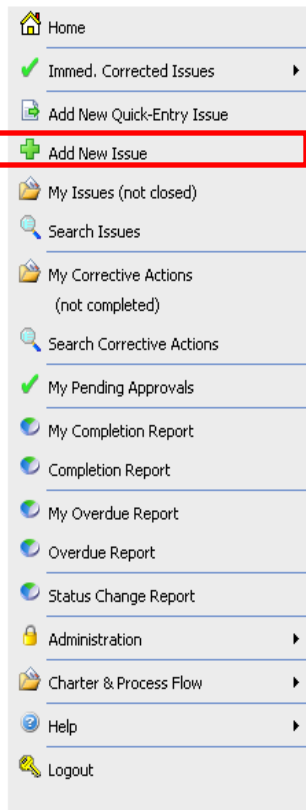 Home
Immed. Corrected Issues
Add New Quick-Entry Issue
Add New Issue
My Issues (not closed)
Search Issues
My Corrective Actions
(not completed)
Search Corrective Actions
My Pending Approvals
My Completion Report
Completion Report
My Overdue Report
Overdue Report
Status Change Report
Administration
Charter & Process Flow
Help
Logout